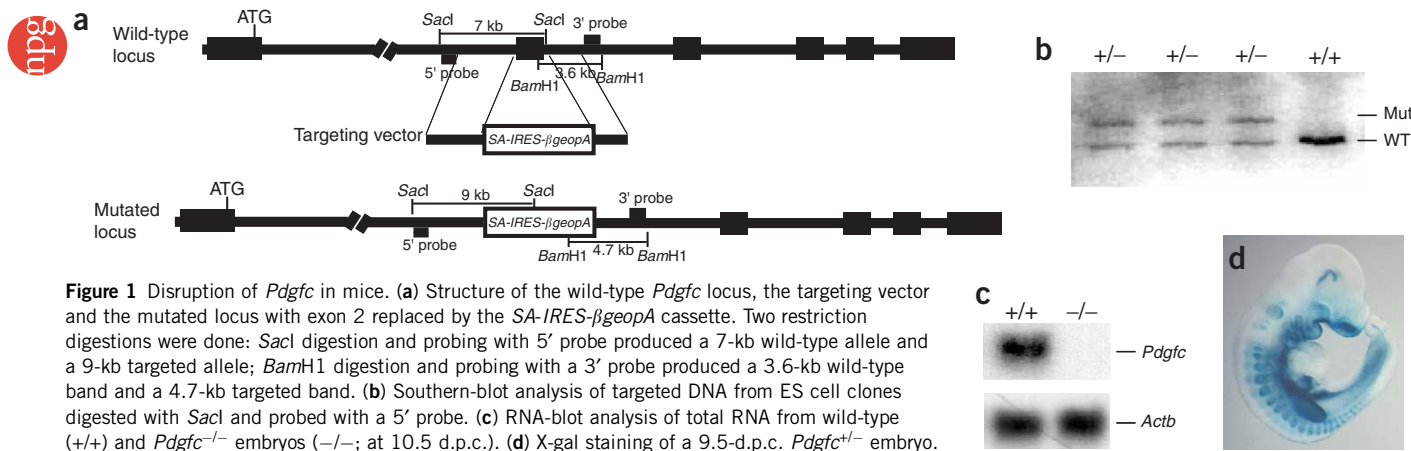 npg
a
ATG
SacI
7 kb
SacI
3' probe
Wild-type
locus
5' probe
BamH1
3.6 kb
BamH1
Targeting vector
SA-IRES-βgeopA
ATG
SacI
9 kb
SacI
3' probe
Mutated
locus
SA-IRES-βgeopA
5' probe
BamH1
4.7 kb
BamH1
b
+/− +/− +/− +/+
Mut
WT
c
+/+ −/−
Pdgfc
Actb
d
Figure 1 Disruption of Pdgfc in mice. (a) Structure of the wild-type Pdgfc locus, the targeting vector
and the mutated locus with exon 2 replaced by the SA-IRES-βgeopA cassette. Two restriction
digestions were done: SacI digestion and probing with 5′ probe produced a 7-kb wild-type allele and
a 9-kb targeted allele; BamH1 digestion and probing with a 3′ probe produced a 3.6-kb wild-type
band and a 4.7-kb targeted band. (b) Southern-blot analysis of targeted DNA from ES cell clones
digested with SacI and probed with a 5′ probe. (c) RNA-blot analysis of total RNA from wild-type
(+/+) and Pdgfc−/− embryos (−/−; at 10.5 d.p.c.). (d) X-gal staining of a 9.5-d.p.c. Pdgfc+/− embryo.